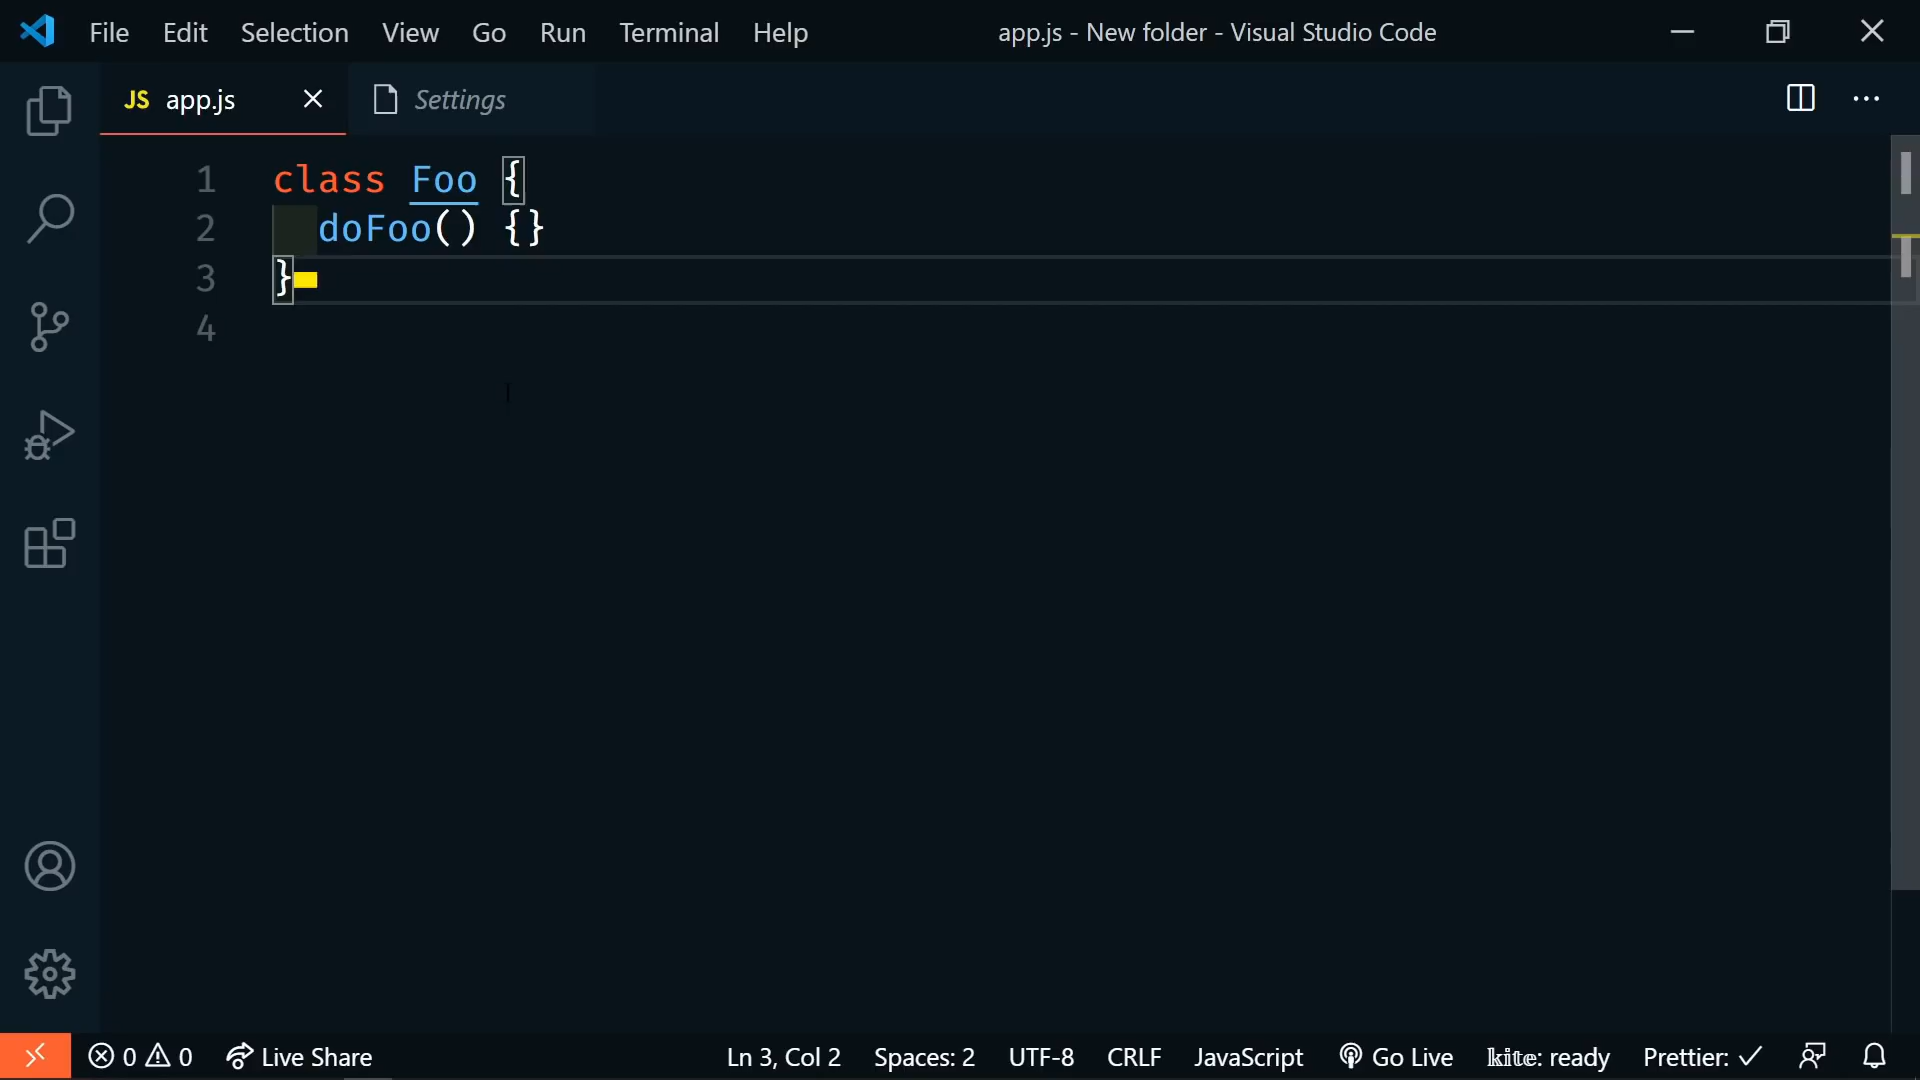 File Edit Selection View Go Run Terminal Help app.js - New folder - Visual Studio Code
JS app.js Settings
1 class Foo {
2 doFoo() {}
3 }
4
0 0 Live Share Ln 3, Col 2 Spaces: 2 UTF-8 CRLF JavaScript Go Live kite: ready Prettier: ✓